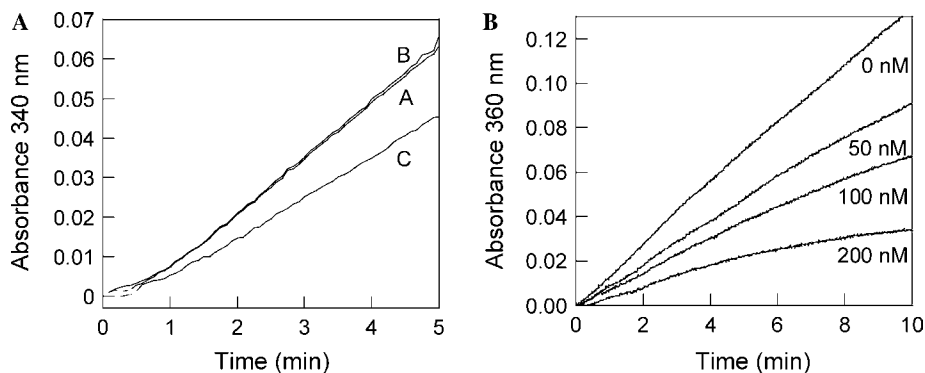 A
Absorbance 340 nm
0.07
0.06
0.05
0.04
0.03
0.02
0.01
0
B
A
C
0 1 2 3 4 5
Time (min)
B
Absorbance 360 nm
0.12
0.10
0.08
0.06
0.04
0.02
0.00
0 nM
50 nM
100 nM
200 nM
0 2 4 6 8 10
Time (min)